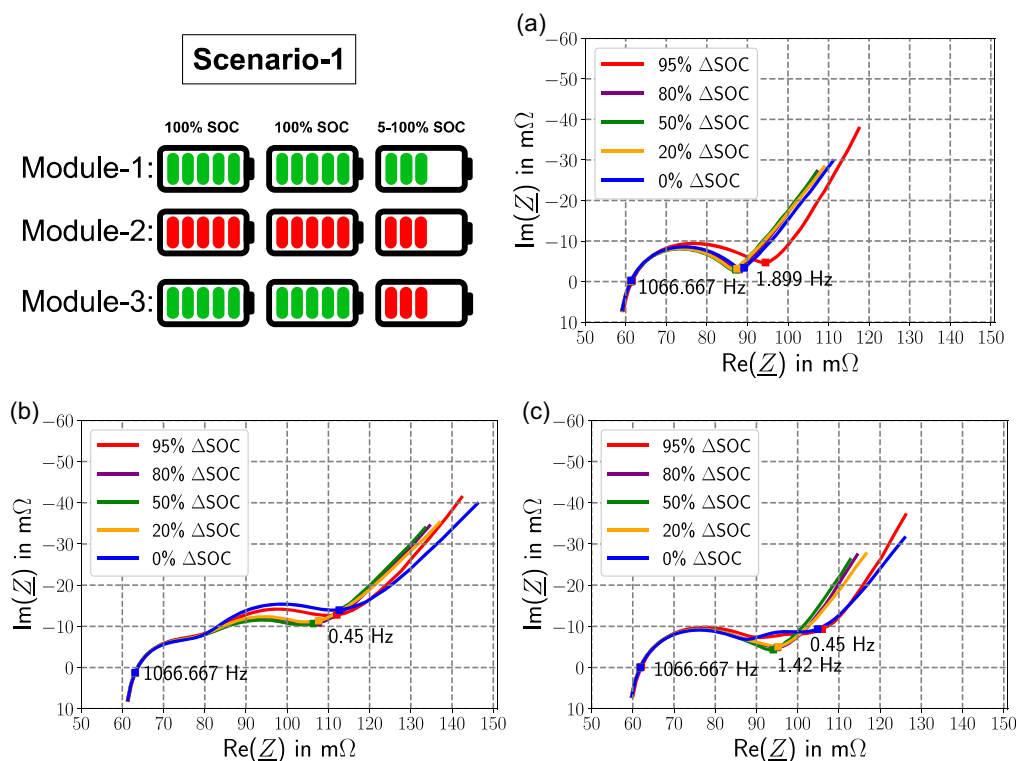 Scenario-1
100% SOC 100% SOC 5-100% SOC
Module-1:
Module-2:
Module-3:
(a)
−60
−50
−40
−30
−20
−10
0
10
Im(Z) in mΩ
95% ΔSOC
80% ΔSOC
50% ΔSOC
20% ΔSOC
0% ΔSOC
1066.667 Hz
1.899 Hz
50 60 70 80 90 100 110 120 130 140 150
Re(Z) in mΩ
(b)
−60
−50
−40
−30
−20
−10
0
10
Im(Z) in mΩ
95% ΔSOC
80% ΔSOC
50% ΔSOC
20% ΔSOC
0% ΔSOC
0.45 Hz
1066.667 Hz
50 60 70 80 90 100 110 120 130 140 150
Re(Z) in mΩ
(c)
−60
−50
−40
−30
−20
−10
0
10
Im(Z) in mΩ
95% ΔSOC
80% ΔSOC
50% ΔSOC
20% ΔSOC
0% ΔSOC
0.45 Hz
1066.667 Hz
1.42 Hz
50 60 70 80 90 100 110 120 130 140 150
Re(Z) in mΩ